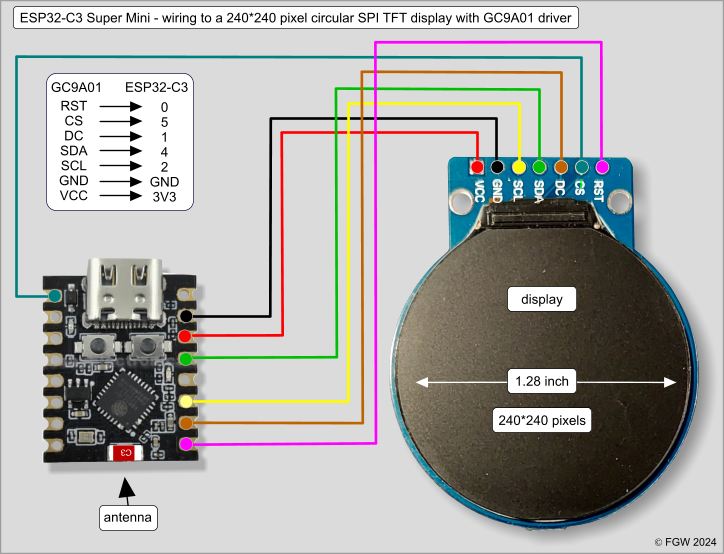 ESP32-C3 Super Mini - wiring to a 240*240 pixel circular SPI TFT display with GC9A01 driver
GC9A01 ESP32-C3
RST 0
CS 5
DC 1
SDA 4
SCL 2
GND GND
VCC 3V3
VCC GND SCL SDA DC CS RST
display
1.28 inch
240*240 pixels
C3
antenna
© FGW 2024